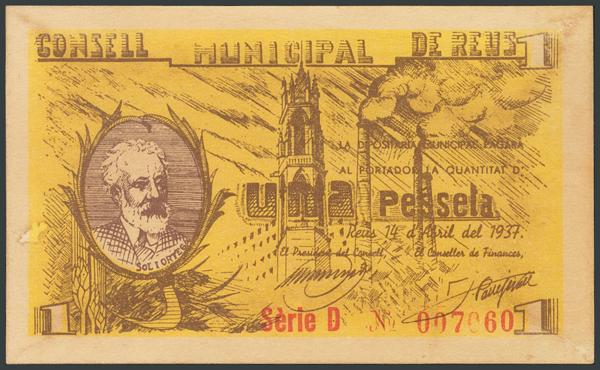 CONSELL MUNICIPAL DE REUS 1
LA DIPOSITARIA MUNICIPAL PAGARÀ
AL PORTADOR LA QUANTITAT D'
una Pesseta
Reus 14 d'Abril del 1937.
El President del Consell, El Conseller de Finances,
SOL I ORTEGA
1 Sèrie D Nº 007060 1